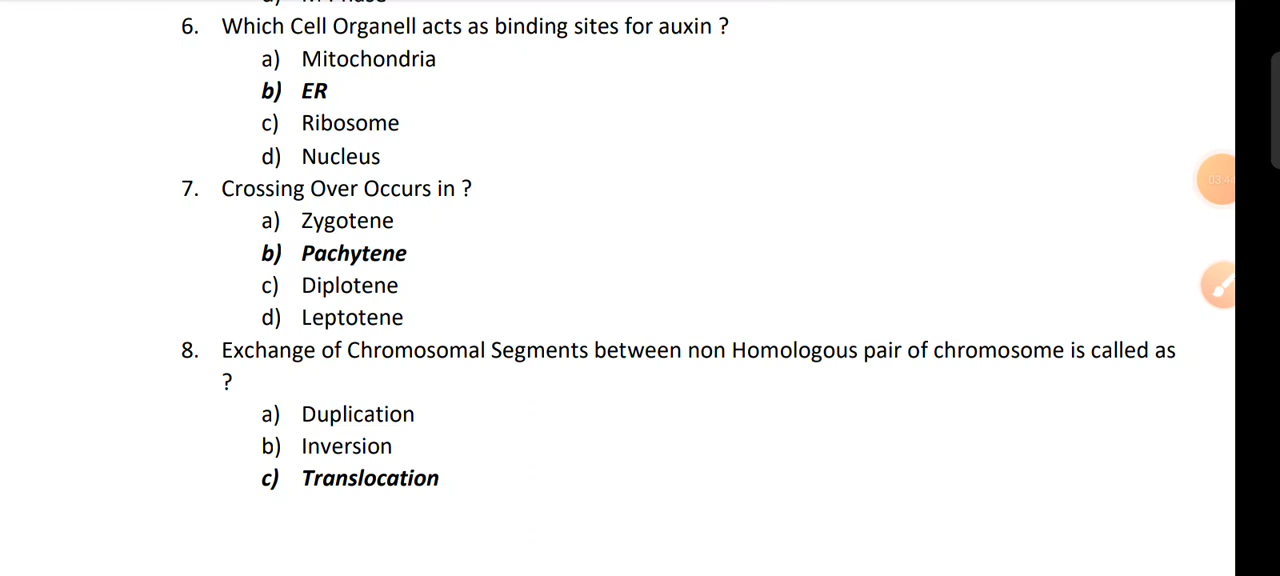 6. Which Cell Organell acts as binding sites for auxin ?
a) Mitochondria
b) ER
c) Ribosome
d) Nucleus
7. Crossing Over Occurs in ?
a) Zygotene
b) Pachytene
c) Diplotene
d) Leptotene
8. Exchange of Chromosomal Segments between non Homologous pair of chromosome is called as
?
a) Duplication
b) Inversion
c) Translocation